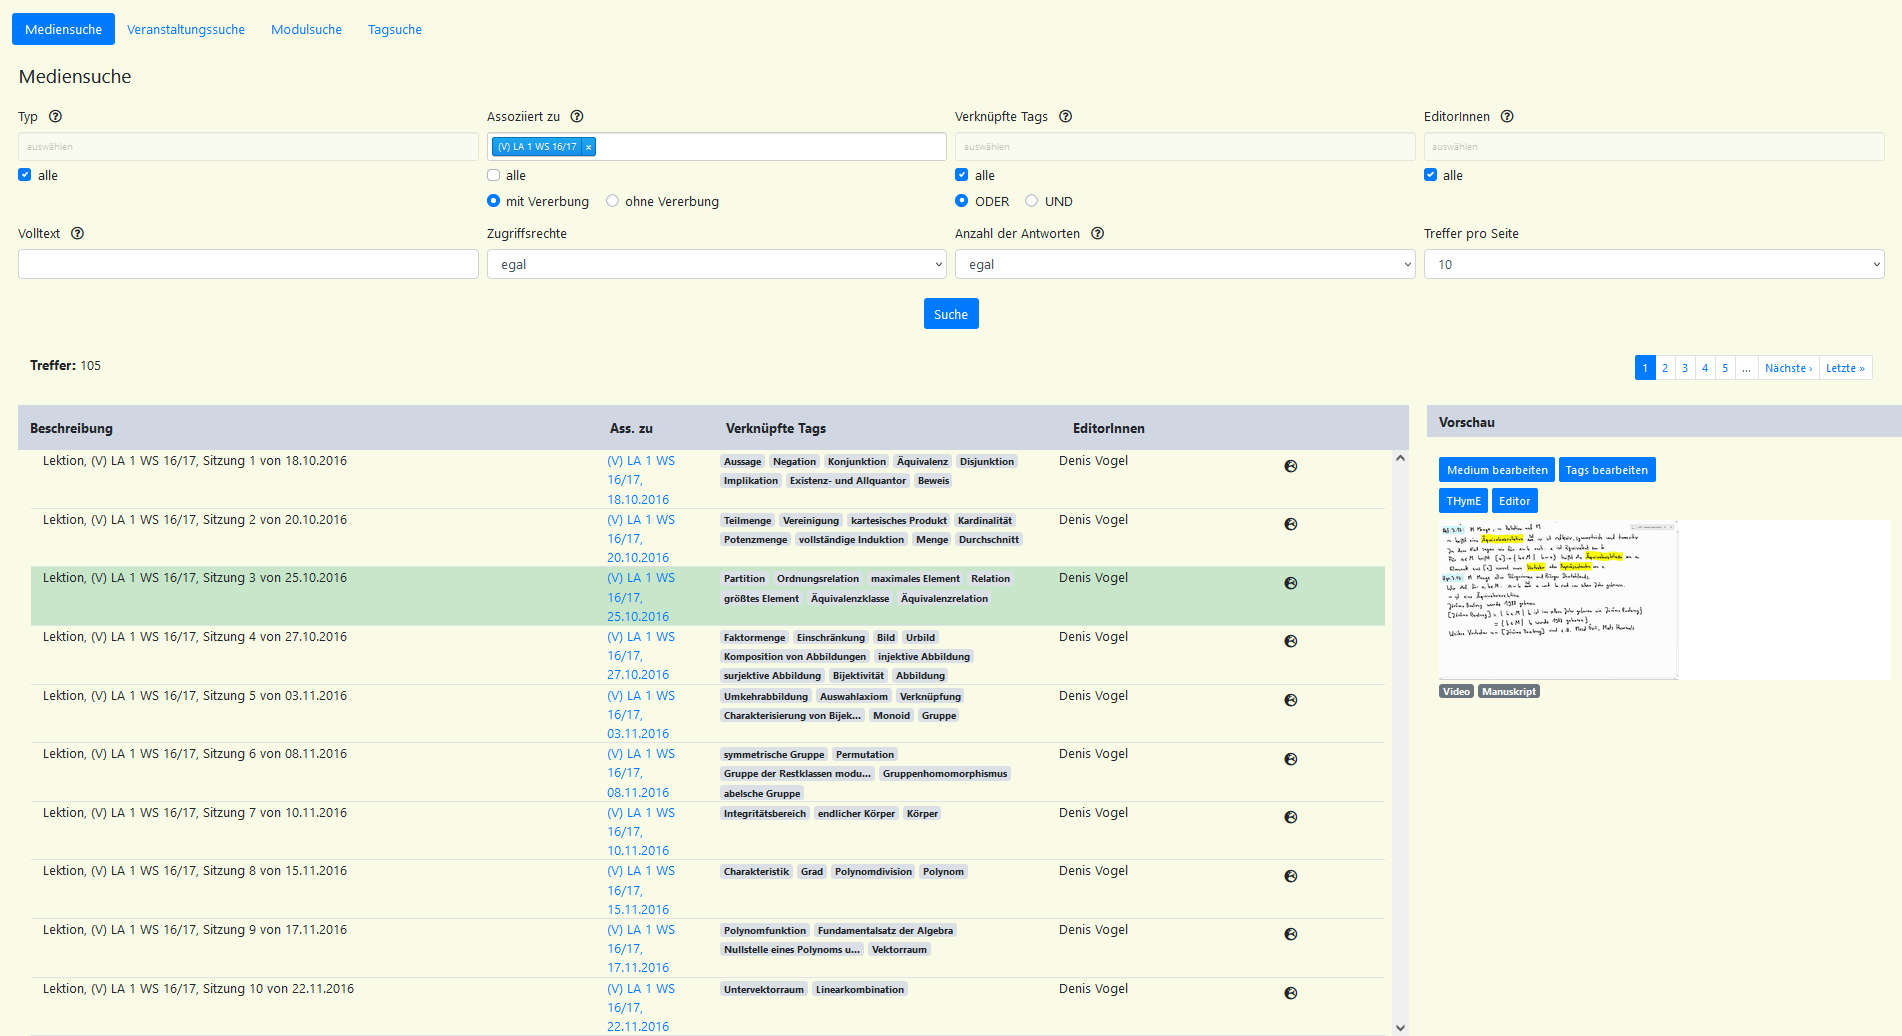 Mediensuche Veranstaltungssuche Modulsuche Tagsuche
Mediensuche
Typ Assoziiert zu Verknüpfte Tags EditorInnen
auswählen (V) LA 1 WS 16/17 × auswählen auswählen
alle alle alle alle
mit Vererbung ohne Vererbung ODER UND
Volltext Zugriffsrechte Anzahl der Antworten Treffer pro Seite
egal egal 10
Suche
Treffer: 105
1 2 3 4 5 ... Nächste › Letzte »
Beschreibung Ass. zu Verknüpfte Tags EditorInnen
Lektion, (V) LA 1 WS 16/17, Sitzung 1 von 18.10.2016
(V) LA 1 WS
16/17,
18.10.2016
Aussage Negation Konjunktion Äquivalenz Disjunktion
Implikation Existenz- und Allquantor Beweis
Denis Vogel
Lektion, (V) LA 1 WS 16/17, Sitzung 2 von 20.10.2016
(V) LA 1 WS
16/17,
20.10.2016
Teilmenge Vereinigung kartesisches Produkt Kardinalität
Potenzmenge vollständige Induktion Menge Durchschnitt
Denis Vogel
Lektion, (V) LA 1 WS 16/17, Sitzung 3 von 25.10.2016
(V) LA 1 WS
16/17,
25.10.2016
Partition Ordnungsrelation maximales Element Relation
größtes Element Äquivalenzklasse Äquivalenzrelation
Denis Vogel
Lektion, (V) LA 1 WS 16/17, Sitzung 4 von 27.10.2016
(V) LA 1 WS
16/17,
27.10.2016
Faktormenge Einschränkung Bild Urbild
Komposition von Abbildungen injektive Abbildung
surjektive Abbildung Bijektivität Abbildung
Denis Vogel
Lektion, (V) LA 1 WS 16/17, Sitzung 5 von 03.11.2016
(V) LA 1 WS
16/17,
03.11.2016
Umkehrabbildung Auswahlaxiom Verknüpfung
Charakterisierung von Bijek... Monoid Gruppe
Denis Vogel
Lektion, (V) LA 1 WS 16/17, Sitzung 6 von 08.11.2016
(V) LA 1 WS
16/17,
08.11.2016
symmetrische Gruppe Permutation
Gruppe der Restklassen modu... Gruppenhomomorphismus
abelsche Gruppe
Denis Vogel
Lektion, (V) LA 1 WS 16/17, Sitzung 7 von 10.11.2016
(V) LA 1 WS
16/17,
10.11.2016
Integritätsbereich endlicher Körper Körper
Denis Vogel
Lektion, (V) LA 1 WS 16/17, Sitzung 8 von 15.11.2016
(V) LA 1 WS
16/17,
15.11.2016
Charakteristik Grad Polynomdivision Polynom
Denis Vogel
Lektion, (V) LA 1 WS 16/17, Sitzung 9 von 17.11.2016
(V) LA 1 WS
16/17,
17.11.2016
Polynomfunktion Fundamentalsatz der Algebra
Nullstelle eines Polynoms u... Vektorraum
Denis Vogel
Lektion, (V) LA 1 WS 16/17, Sitzung 10 von 22.11.2016
(V) LA 1 WS
16/17,
22.11.2016
Untervektorraum Linearkombination
Denis Vogel
Vorschau
Medium bearbeiten Tags bearbeiten
THymE Editor
Video Manuskript